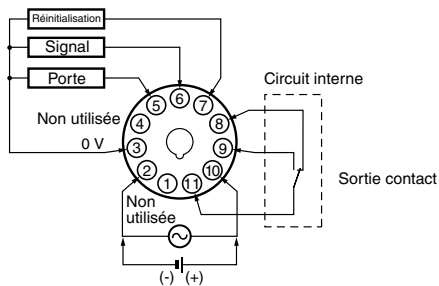 Réinitialisation
Signal
Porte
Circuit interne
6
5
7
Non utilisée
4
8
0 V
3
9
2
10
1
11
Sortie contact
Non
utilisée
(-)
(+)